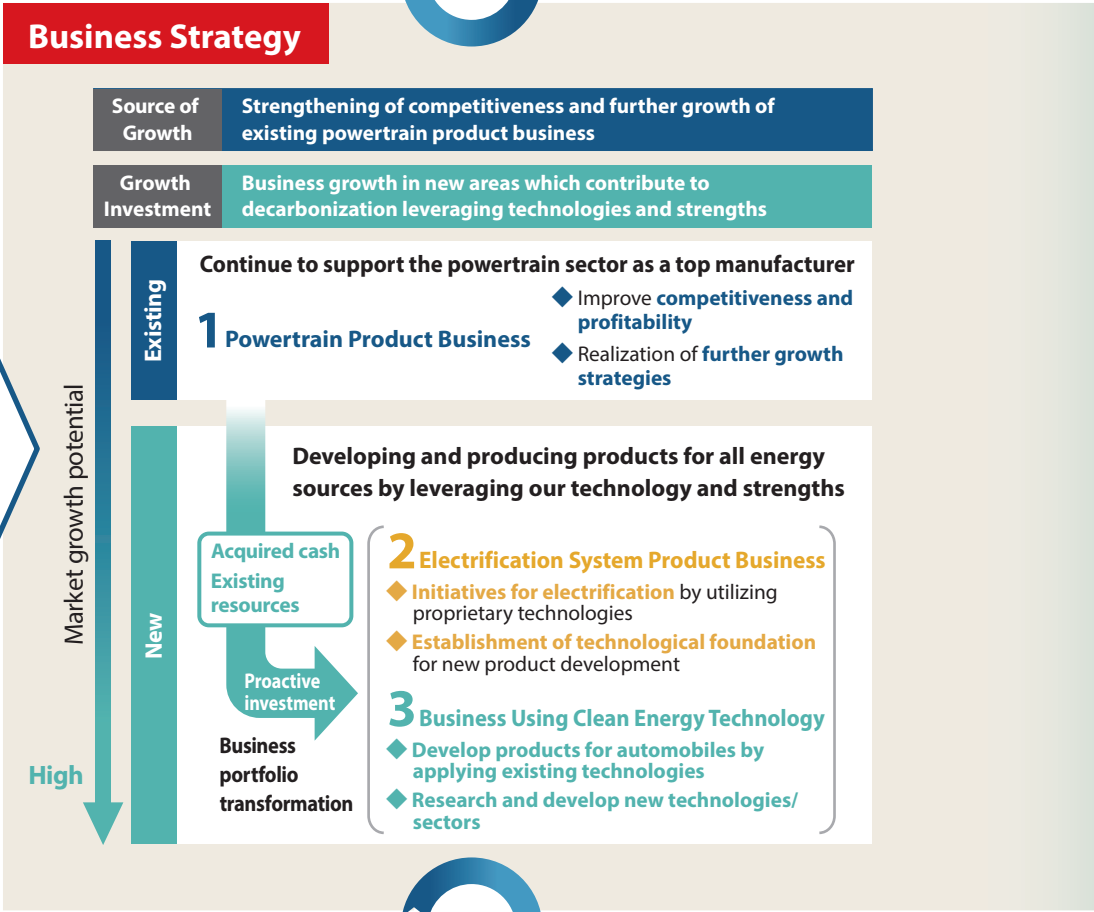 Business Strategy
Source of
Growth
Strengthening of competitiveness and further growth of
existing powertrain product business
Growth
Investment
Business growth in new areas which contribute to
decarbonization leveraging technologies and strengths
Market growth potential
High
Existing
Continue to support the powertrain sector as a top manufacturer
1 Powertrain Product Business
◆ Improve competitiveness and
profitability
◆ Realization of further growth
strategies
New
Developing and producing products for all energy
sources by leveraging our technology and strengths
Acquired cash
Existing
resources
Proactive
investment
Business
portfolio
transformation
2 Electrification System Product Business
◆ Initiatives for electrification by utilizing
proprietary technologies
◆ Establishment of technological foundation
for new product development
3 Business Using Clean Energy Technology
◆ Develop products for automobiles by
applying existing technologies
◆ Research and develop new technologies/
sectors